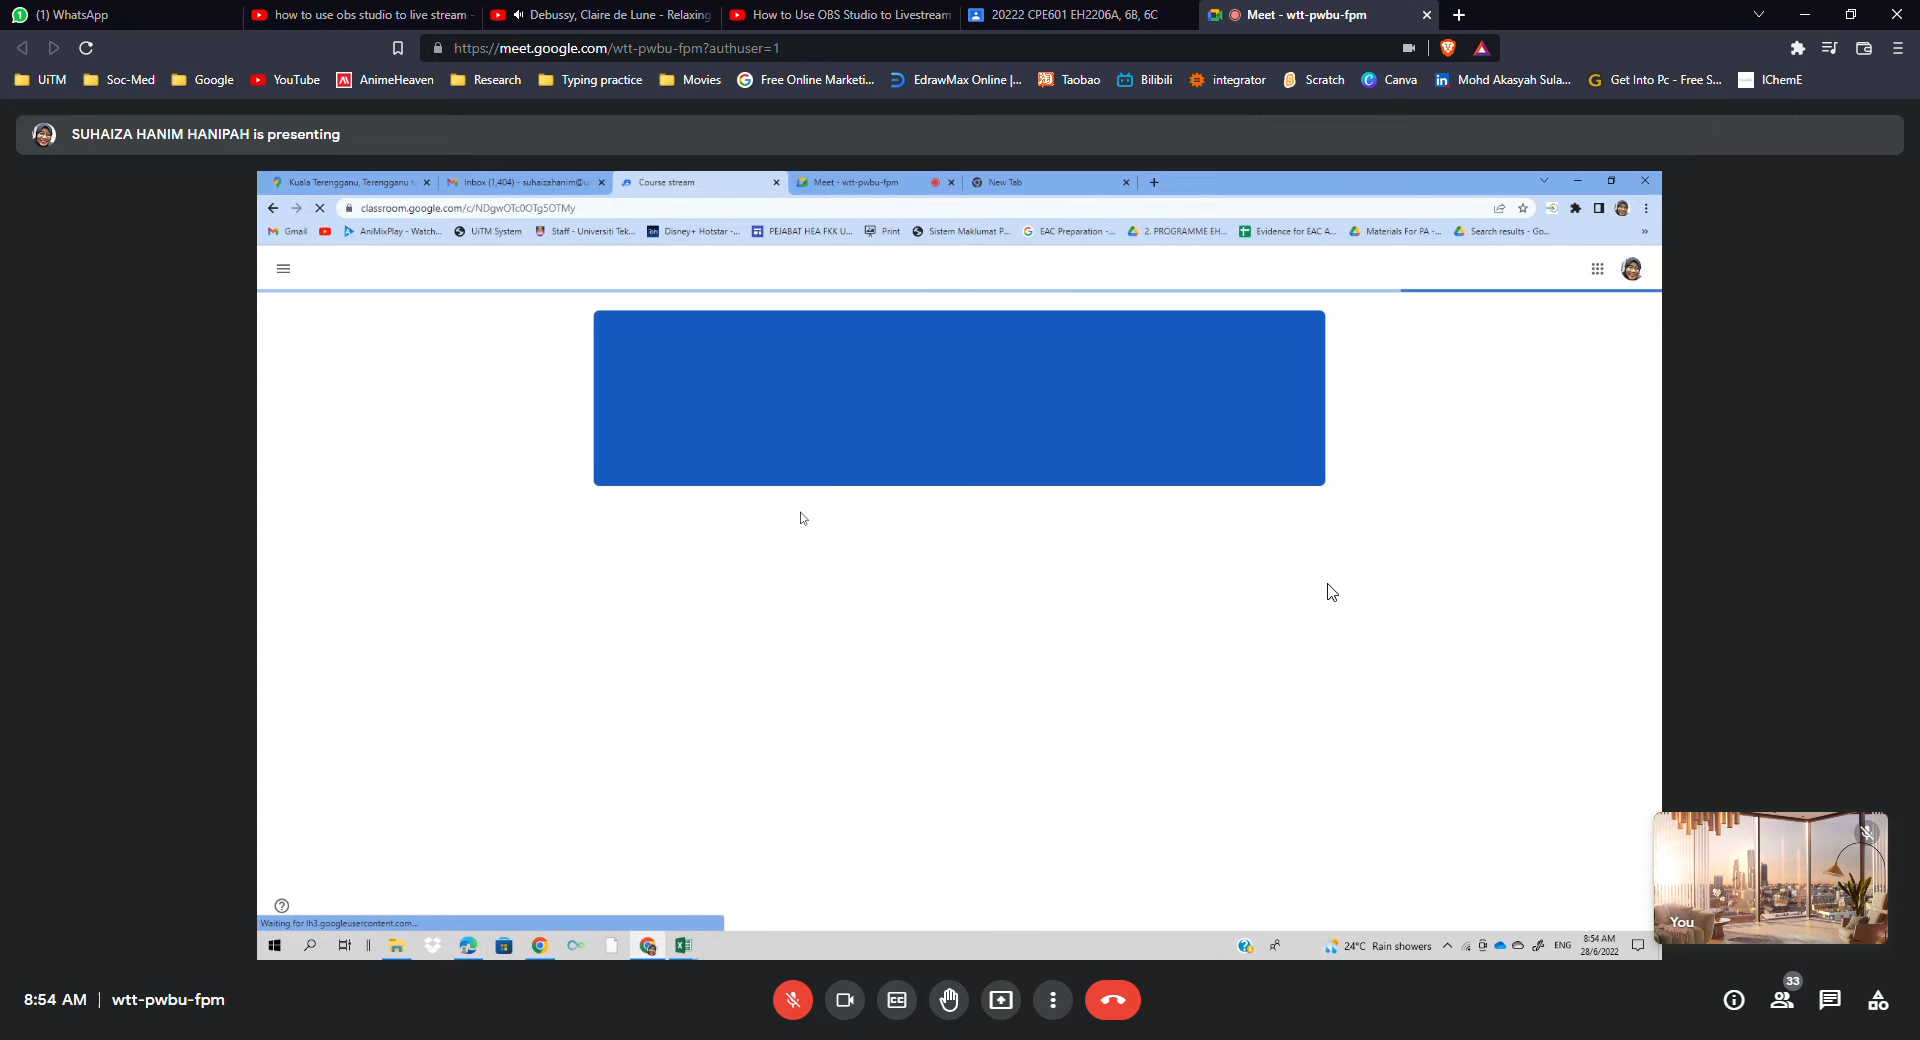 (1) WhatsApp
how to use obs studio to live stream -
Debussy, Claire de Lune - Relaxing
How to Use OBS Studio to Livestream
20222 CPE601 EH2206A, 6B, 6C
Meet - wtt-pwbu-fpm
https://meet.google.com/wtt-pwbu-fpm?authuser=1
UiTM
Soc-Med
Google
YouTube
AnimeHeaven
Research
Typing practice
Movies
Free Online Marketi...
EdrawMax Online |...
Taobao
Bilibili
integrator
Scratch
Canva
Mohd Akasyah Sula...
Get Into Pc - Free S...
IChemE
SUHAIZA HANIM HANIPAH is presenting
Kuala Terengganu, Terengganu
Inbox (1,404) - suhaizahanim@u
Course stream
Meet - wtt-pwbu-fpm
New Tab
classroom.google.com/c/NDgwOTc0OTg5OTMy
Gmail
AniMixPlay - Watch...
UiTM System
Staff - Universiti Tek...
Disney+ Hotstar -...
PEJABAT HEA FKK U...
Print
Sistem Maklumat P...
EAC Preparation -...
2. PROGRAMME EH...
Evidence for EAC A...
Materials For PA -...
Search results - Go...
Waiting for lh3.googleusercontent.com...
24°C Rain showers
ENG
8:54 AM
28/6/2022
You
8:54 AM | wtt-pwbu-fpm
33